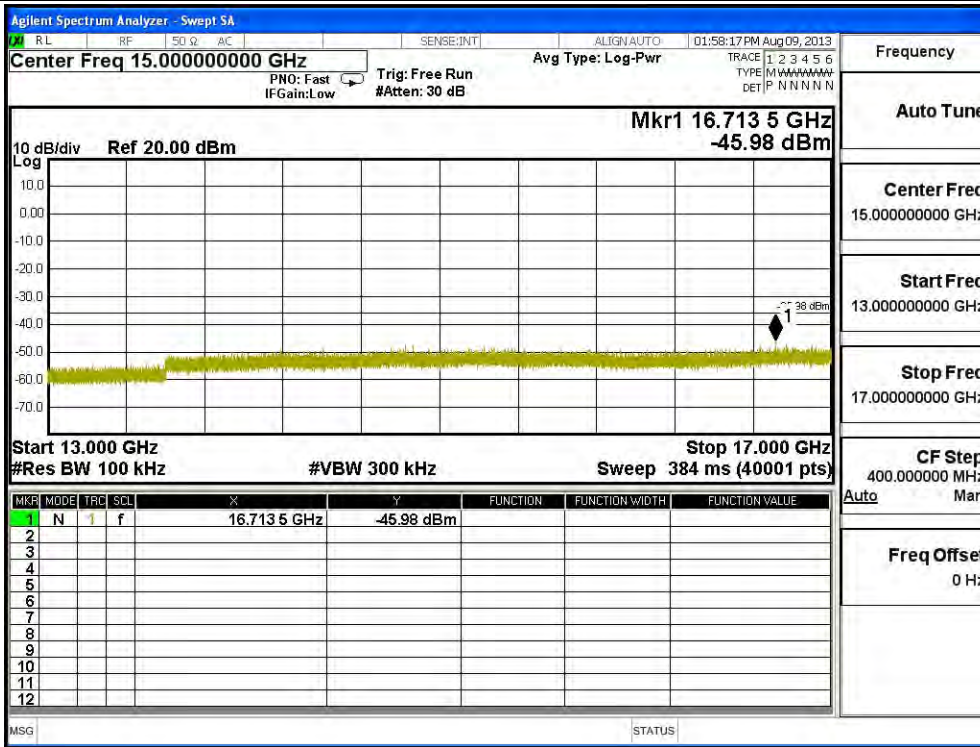 Agilent Spectrum Analyzer - Swept SA
RL RF 50 Ω AC SENSE:INT ALIGN AUTO 01:58:17 PM Aug 09, 2013
Center Freq 15.000000000 GHz
PNO: Fast
IFGain:Low
Trig: Free Run
#Atten: 30 dB
Avg Type: Log-Pwr
TRACE 1 2 3 4 5 6
TYPE M
DET P N N N N N
Mkr1 16.713 5 GHz
-45.98 dBm
10 dB/div Ref 20.00 dBm
Log
10.0
0.00
-10.0
-20.0
-30.0
-40.0
-50.0
-60.0
-70.0
98 dBm
1
Start 13.000 GHz Stop 17.000 GHz
#Res BW 100 kHz #VBW 300 kHz Sweep 384 ms (40001 pts)
MKR MODE TRC SCL X Y FUNCTION FUNCTION WIDTH FUNCTION VALUE
1 N 1 f 16.713 5 GHz -45.98 dBm
2
3
4
5
6
7
8
9
10
11
12
MSG STATUS
Frequency
Auto Tune
Center Freq
15.000000000 GHz
Start Freq
13.000000000 GHz
Stop Freq
17.000000000 GHz
CF Step
400.000000 MHz
Auto Man
Freq Offset
0 Hz